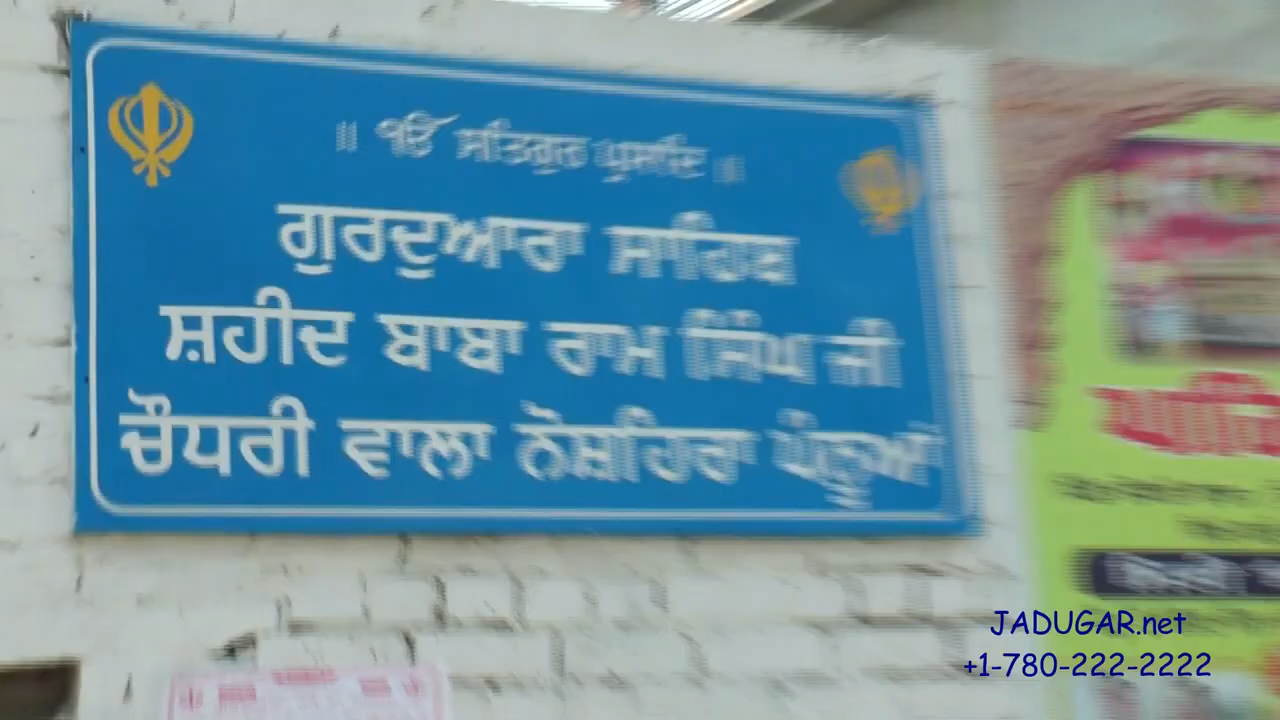 ॥ ੴ ਸਤਿਗੁਰ ਪ੍ਰਸਾਦਿ ॥
ਗੁਰਦੁਆਰਾ ਸਾਹਿਬ
ਸ਼ਹੀਦ ਬਾਬਾ ਰਾਮ ਸਿੰਘ ਜੀ
ਚੌਧਰੀ ਵਾਲਾ ਨੋਸ਼ਹਿਰਾ ਪੰਨੂਆਂ
JADUGAR.net
+1-780-222-2222